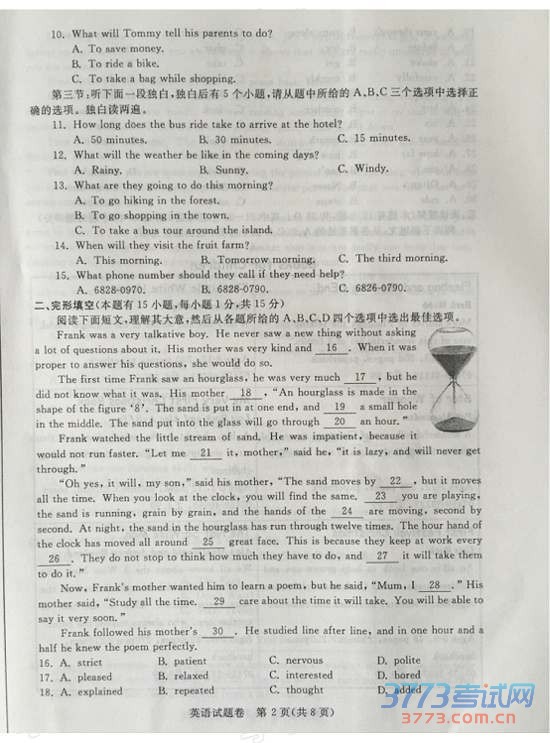 10. What will Tommy tell his parents to do?
A. To save money.
B. To ride a bike.
C. To take a bag while shopping.
第三节:听下面一段独白,独白后有5个小题,请从题中所给的A、B、C三个选项中选择正
确的选项。独白读两遍。
11. How long does the bus ride take to arrive at the hotel?
A. 50 minutes. B. 30 minutes. C. 15 minutes.
12. What will the weather be like in the coming days?
A. Rainy. B. Sunny. C. Windy.
13. What are they going to do this morning?
A. To go hiking in the forest.
B. To go shopping in the town.
C. To take a bus tour around the island.
14. When will they visit the fruit farm?
A. This morning. B. Tomorrow morning. C. The third morning.
15. What phone number should they call if they need help?
A. 6828-0970. B. 6828-0790. C. 6826-0790.
二、完形填空(本题有15小题,每小题1分,共15分)
阅读下面短文,理解其大意,然后从各题所给的A、B、C、D四个选项中选出最佳选项。
Frank was a very talkative boy. He never saw a new thing without asking
a lot of questions about it. His mother was very kind and 16 . When it was
proper to answer his questions, she would do so.
The first time Frank saw an hourglass, he was very much 17 , but he
did not know what it was. His mother 18 , "An hourglass is made in the
shape of the figure '8'. The sand is put in at one end, and 19 a small hole
in the middle. The sand put into the glass will go through 20 an hour."
Frank watched the little stream of sand. He was impatient, because it
would not run faster. "Let me 21 it, mother," said he, "it is lazy, and will never get
through."
"Oh yes, it will, my son," said his mother, "The sand moves by 22 , but it moves
all the time. When you look at the clock, you will find the same. 23 you are playing,
the sand is running, grain by grain, and the hands of the 24 are moving, second by
second. At night, the sand in the hourglass has run through twelve times. The hour hand of
the clock has moved all around 25 great face. This is because they keep at work every
26 . They do not stop to think how much they have to do, and 27 it will take them
to do it."
Now, Frank's mother wanted him to learn a poem, but he said, "Mum, I 28 ." His
mother said, "Study all the time. 29 care about the time it will take. You will be able to
say it very soon."
Frank followed his mother's 30 . He studied line after line, and in one hour and a
half he knew the poem perfectly.
16. A. strict B. patient C. nervous D. polite
17. A. pleased B. relaxed C. interested D. bored
18. A. explained B. repeated C. thought D. added
英语试题卷 第2页(共8页)
3773考试网
3773.com.cn